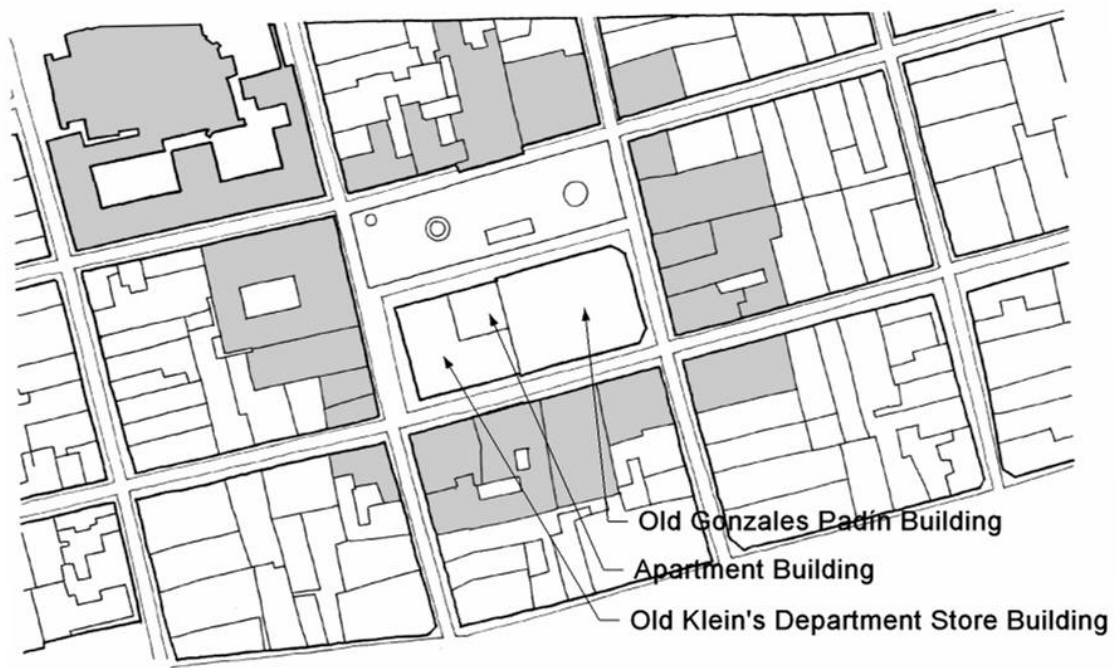 Old Gonzales Padín Building
Apartment Building
Old Klein's Department Store Building